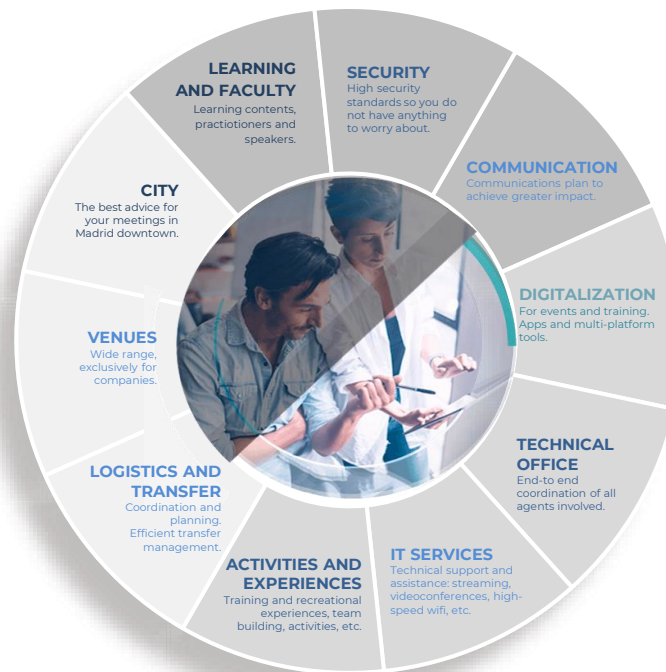 LEARNING
AND FACULTY
Learning contents,
practiotioners and
speakers.
SECURITY
High security
standards so you do
not have anything
to worry about.
COMMUNICATION
Communications plan to
achieve greater impact.
DIGITALIZATION
For events and training.
Apps and multi-platform
tools.
TECHNICAL
OFFICE
End-to end
coordination of all
agents involved.
IT SERVICES
Technical support and
assistance: streaming,
videoconferences, high-
speed wifi, etc.
ACTIVITIES AND
EXPERIENCES
Training and recreational
experiences, team
building, activities, etc.
LOGISTICS AND
TRANSFER
Coordination and
planning.
Efficient transfer
management.
VENUES
Wide range,
exclusively for
companies.
CITY
The best advice for
your meetings in
Madrid downtown.